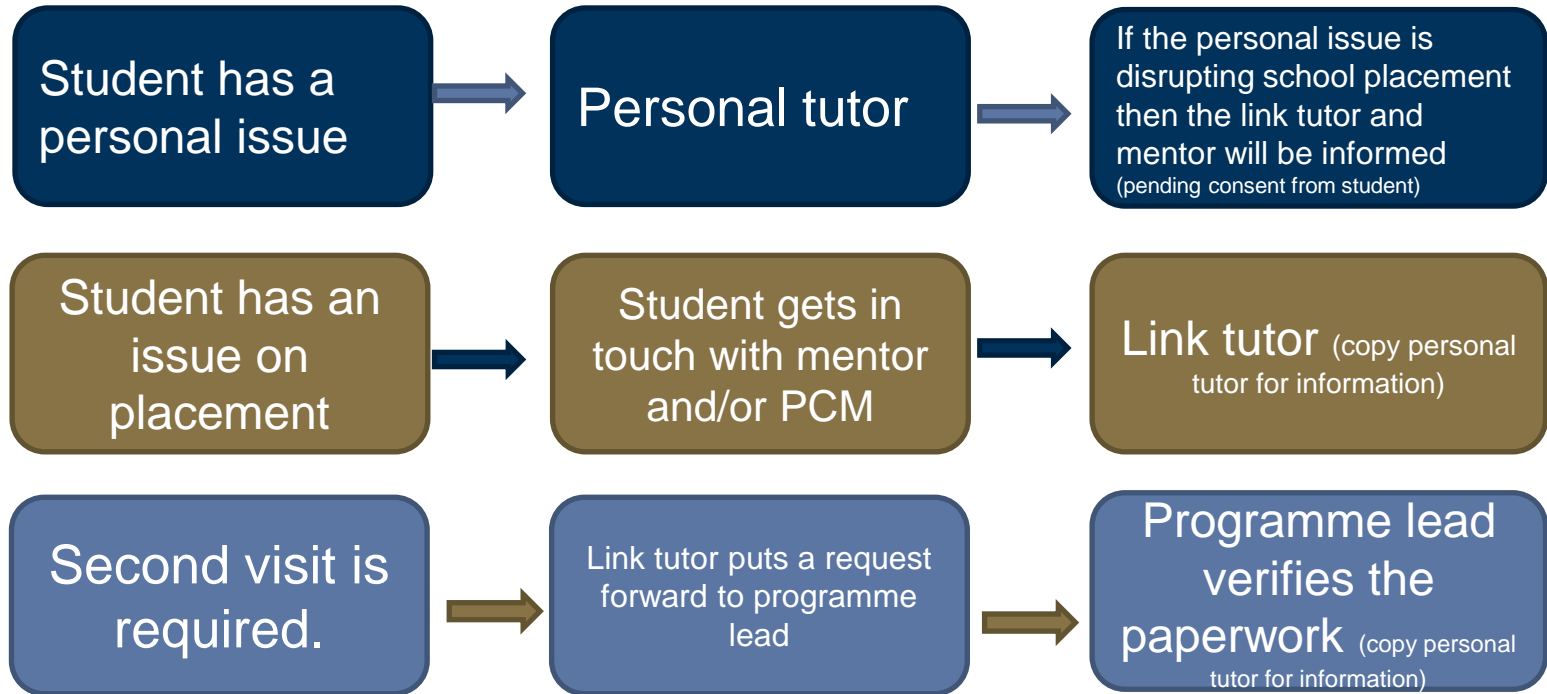 Student has a
personal issue
Personal tutor
If the personal issue is
disrupting school placement
then the link tutor and
mentor will be informed
(pending consent from student)
Student has an
issue on
placement
Student gets in
touch with mentor
and/or PCM
Link tutor (copy personal
tutor for information)
Second visit is
required.
Link tutor puts a request
forward to programme
lead
Programme lead
verifies the
paperwork (copy personal
tutor for information)